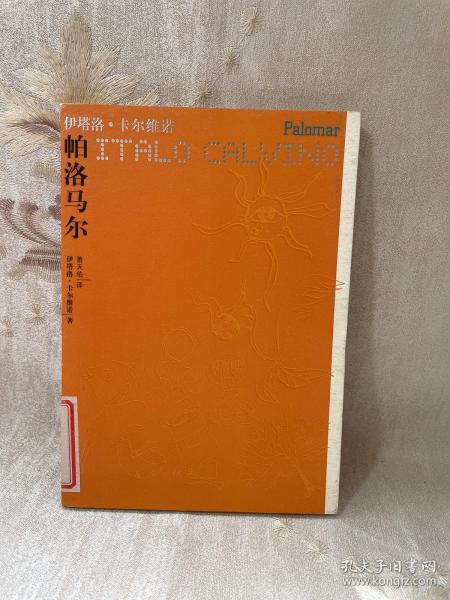 伊塔洛·卡尔维诺
Palomar
ITALO CALVINO
帕洛马尔
萧天佑 译
伊塔洛·卡尔维诺 著
孔夫子旧书网
www.kongfz.com